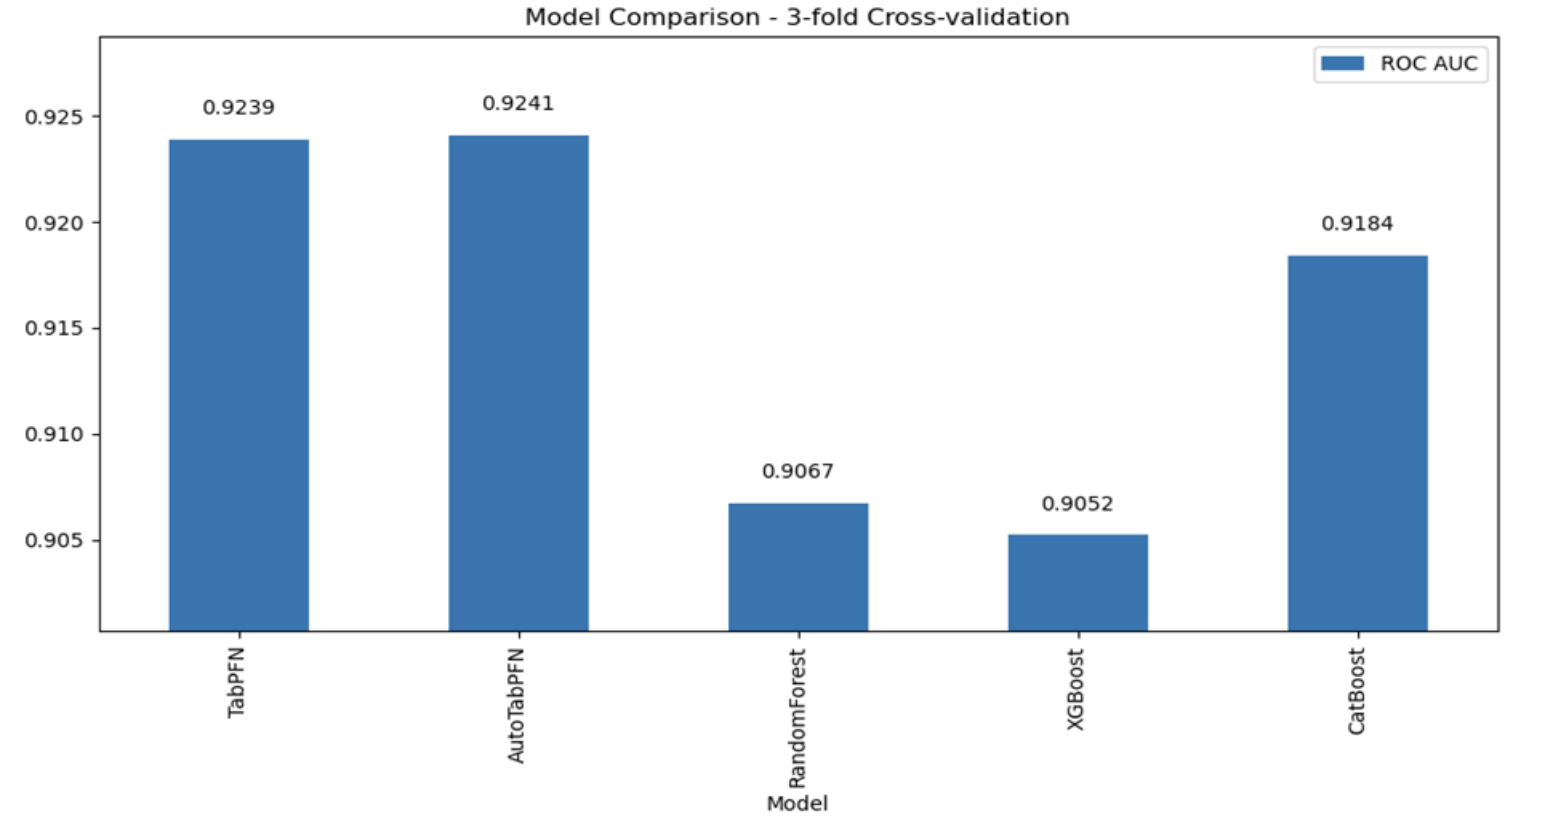 Model Comparison - 3-fold Cross-validation
ROC AUC
0.925
0.920
0.915
0.910
0.905
0.9239
0.9241
0.9067
0.9052
0.9184
TabPFN
AutoTabPFN
RandomForest
XGBoost
CatBoost
Model